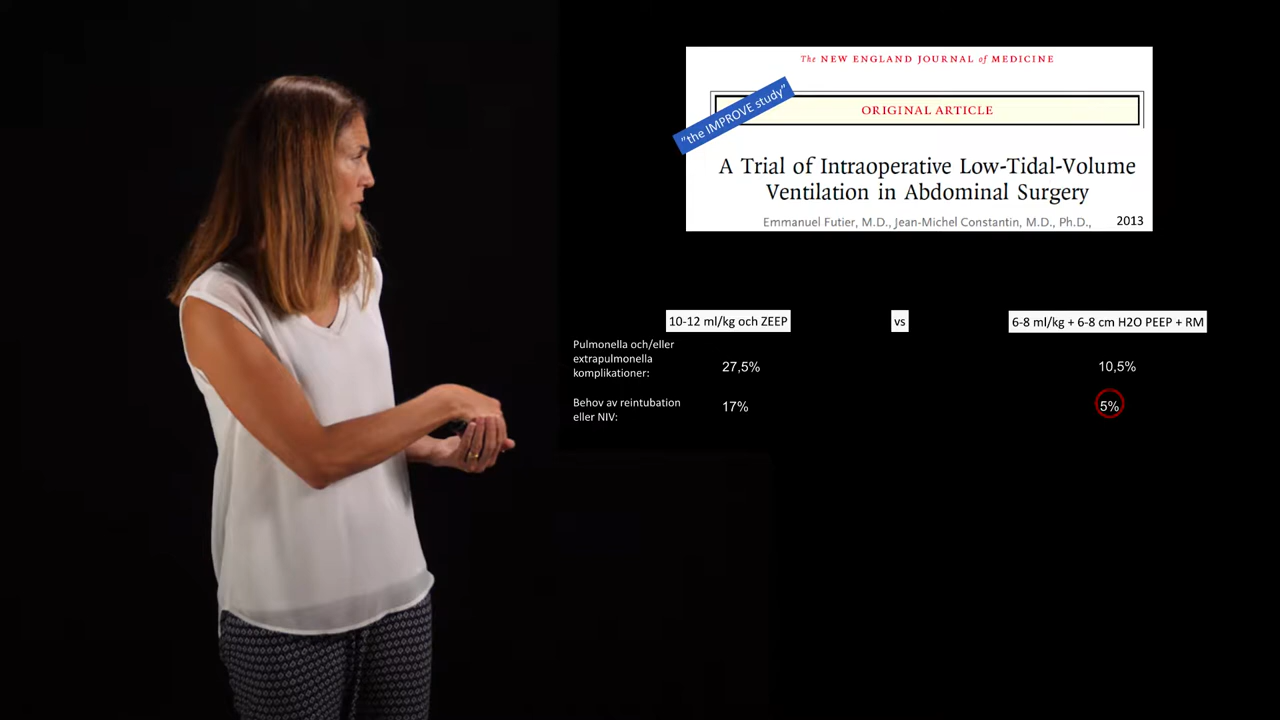 The NEW ENGLAND JOURNAL of MEDICINE
"the IMPROVE study"
ORIGINAL ARTICLE
A Trial of Intraoperative Low-Tidal-Volume
Ventilation in Abdominal Surgery
Emmanuel Futier, M.D., Jean-Michel Constantin, M.D., Ph.D.,
2013
10-12 ml/kg och ZEEP vs 6-8 ml/kg + 6-8 cm H2O PEEP + RM
Pulmonella och/eller
extrapulmonella
komplikationer:
27,5% 10,5%
Behov av reintubation
eller NIV:
17% 5%